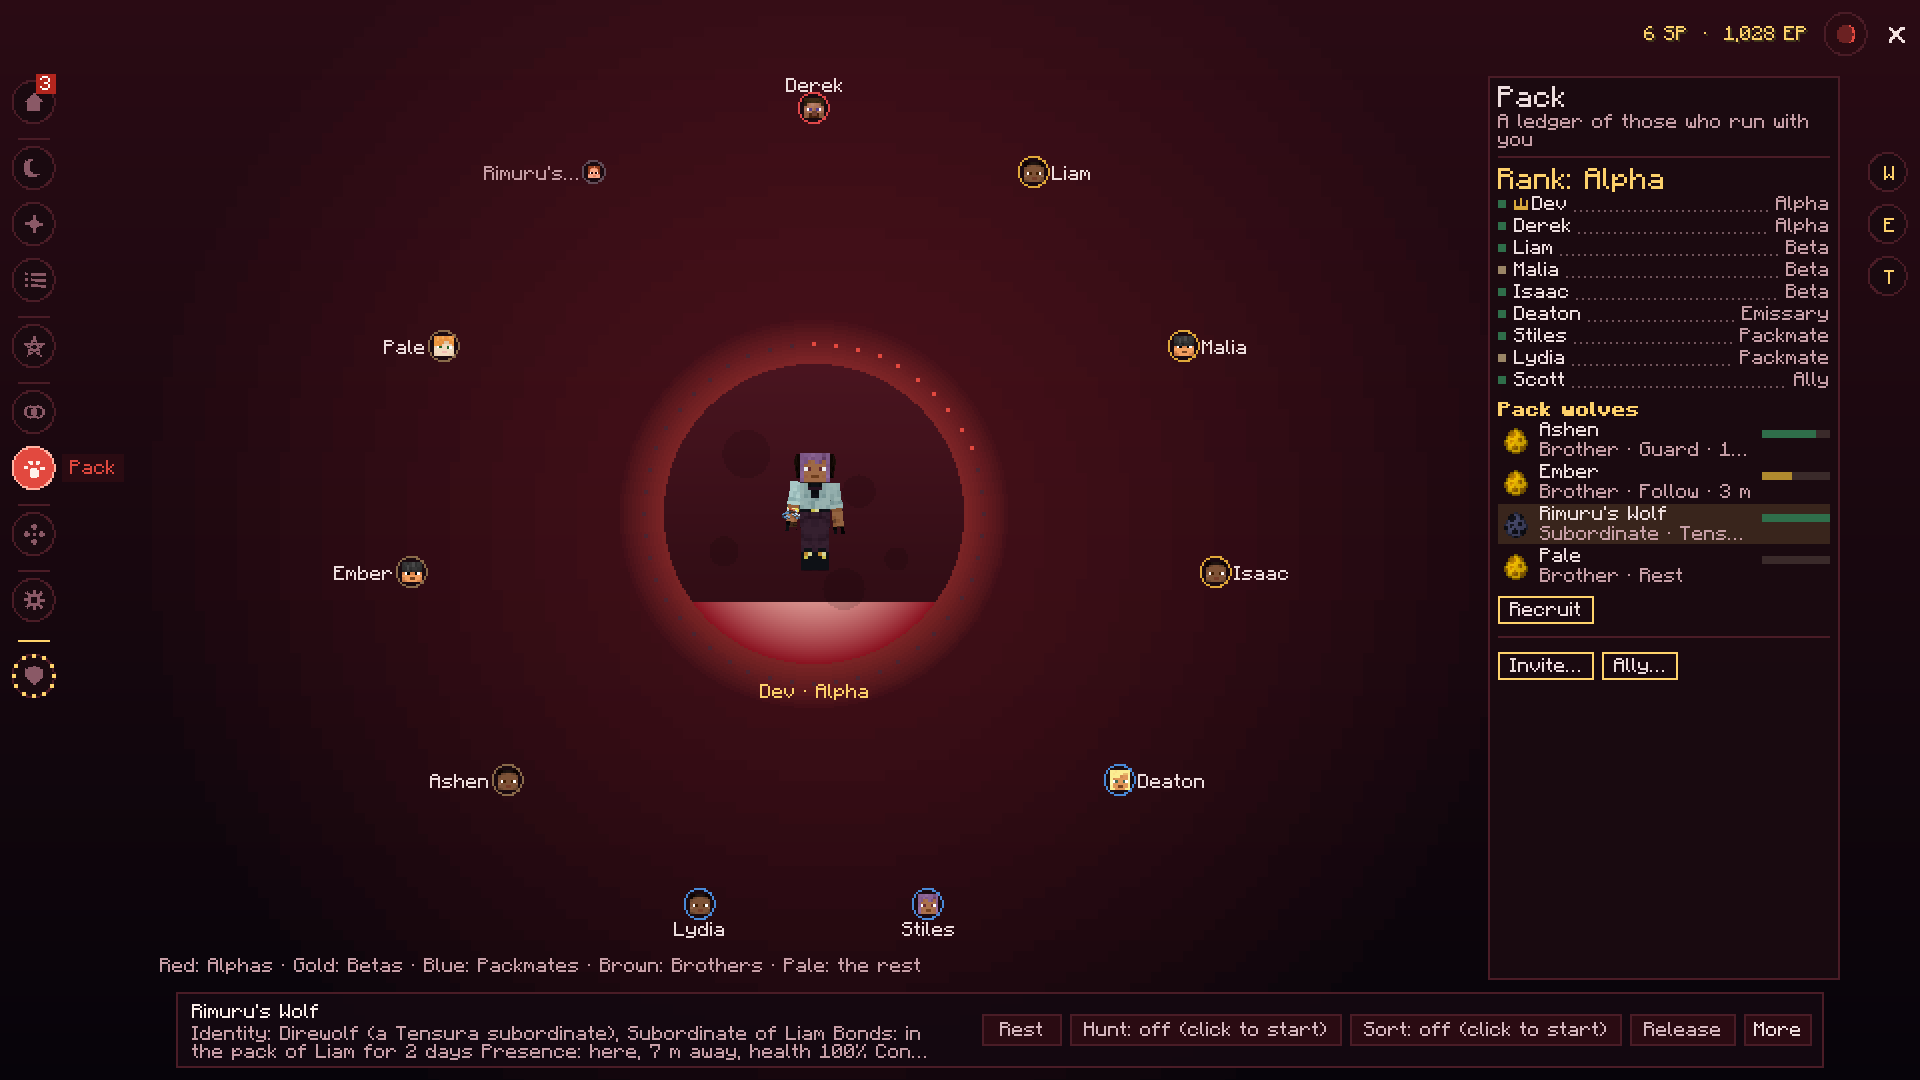 6 SP · 1,028 EP
3
Derek
Rimuru's...
Liam
Pale
Malia
Pack
Ember
Isaac
Dev · Alpha
Ashen
Deaton
Lydia
Stiles
Red: Alphas · Gold: Betas · Blue: Packmates · Brown: Brothers · Pale: the rest
Pack
A ledger of those who run with
you
Rank: Alpha
Dev Alpha
Derek Alpha
Liam Beta
Malia Beta
Isaac Beta
Deaton Emissary
Stiles Packmate
Lydia Packmate
Scott Ally
Pack wolves
Ashen
Brother · Guard · 1...
Ember
Brother · Follow · 3 m
Rimuru's Wolf
Subordinate · Tens...
Pale
Brother · Rest
Recruit
Invite... Ally...
W
E
T
Rimuru's Wolf
Identity: Direwolf (a Tensura subordinate), Subordinate of Liam Bonds: in
the pack of Liam for 2 days Presence: here, 7 m away, health 100% Con...
Rest Hunt: off (click to start) Sort: off (click to start) Release More